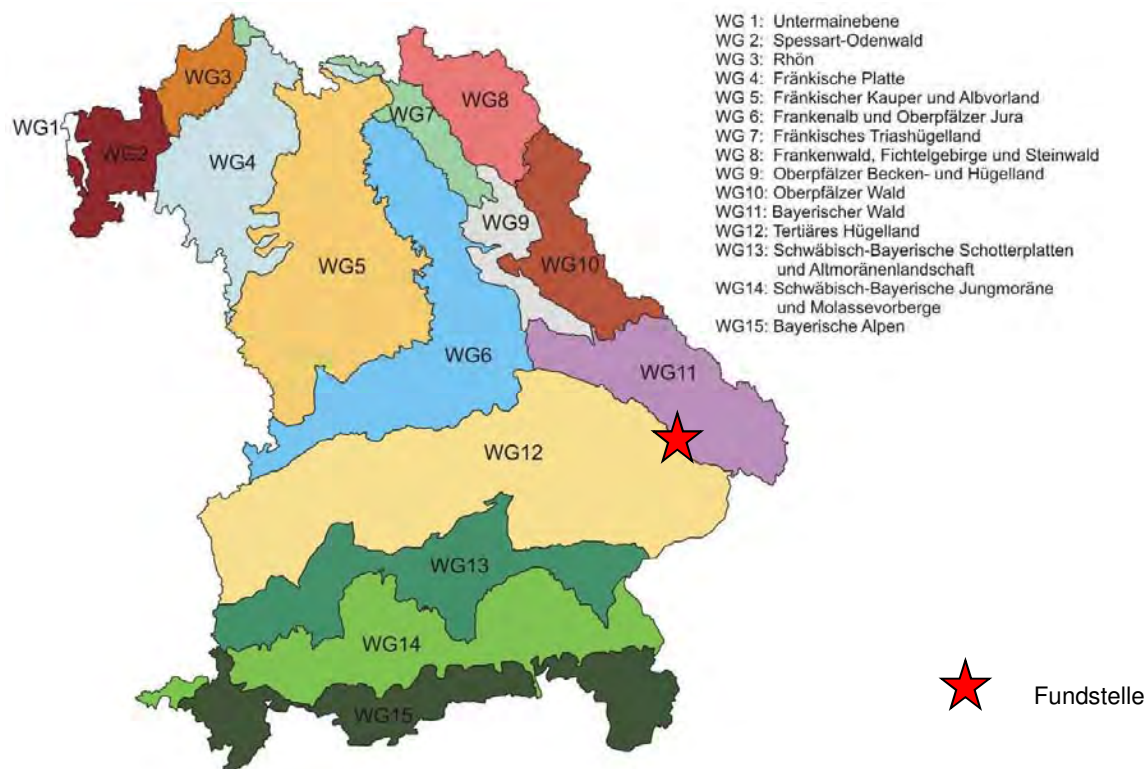 WG 1: Untermainebene
WG 2: Spessart-Odenwald
WG 3: Rhön
WG 4: Fränkische Platte
WG 5: Fränkischer Kauper und Albvorland
WG 6: Frankenalb und Oberpfälzer Jura
WG 7: Fränkisches Triashügelland
WG 8: Frankenwald, Fichtelgebirge und Steinwald
WG 9: Oberpfälzer Becken- und Hügelland
WG10: Oberpfälzer Wald
WG11: Bayerischer Wald
WG12: Tertiäres Hügelland
WG13: Schwäbisch-Bayerische Schotterplatten
und Altmoränenlandschaft
WG14: Schwäbisch-Bayerische Jungmoräne
und Molassevorberge
WG15: Bayerische Alpen
WG3
WG8
WG1
WG2
WG7
WG4
WG9
WG5
WG10
WG6
WG11
WG12
WG13
WG14
WG15
Fundstelle